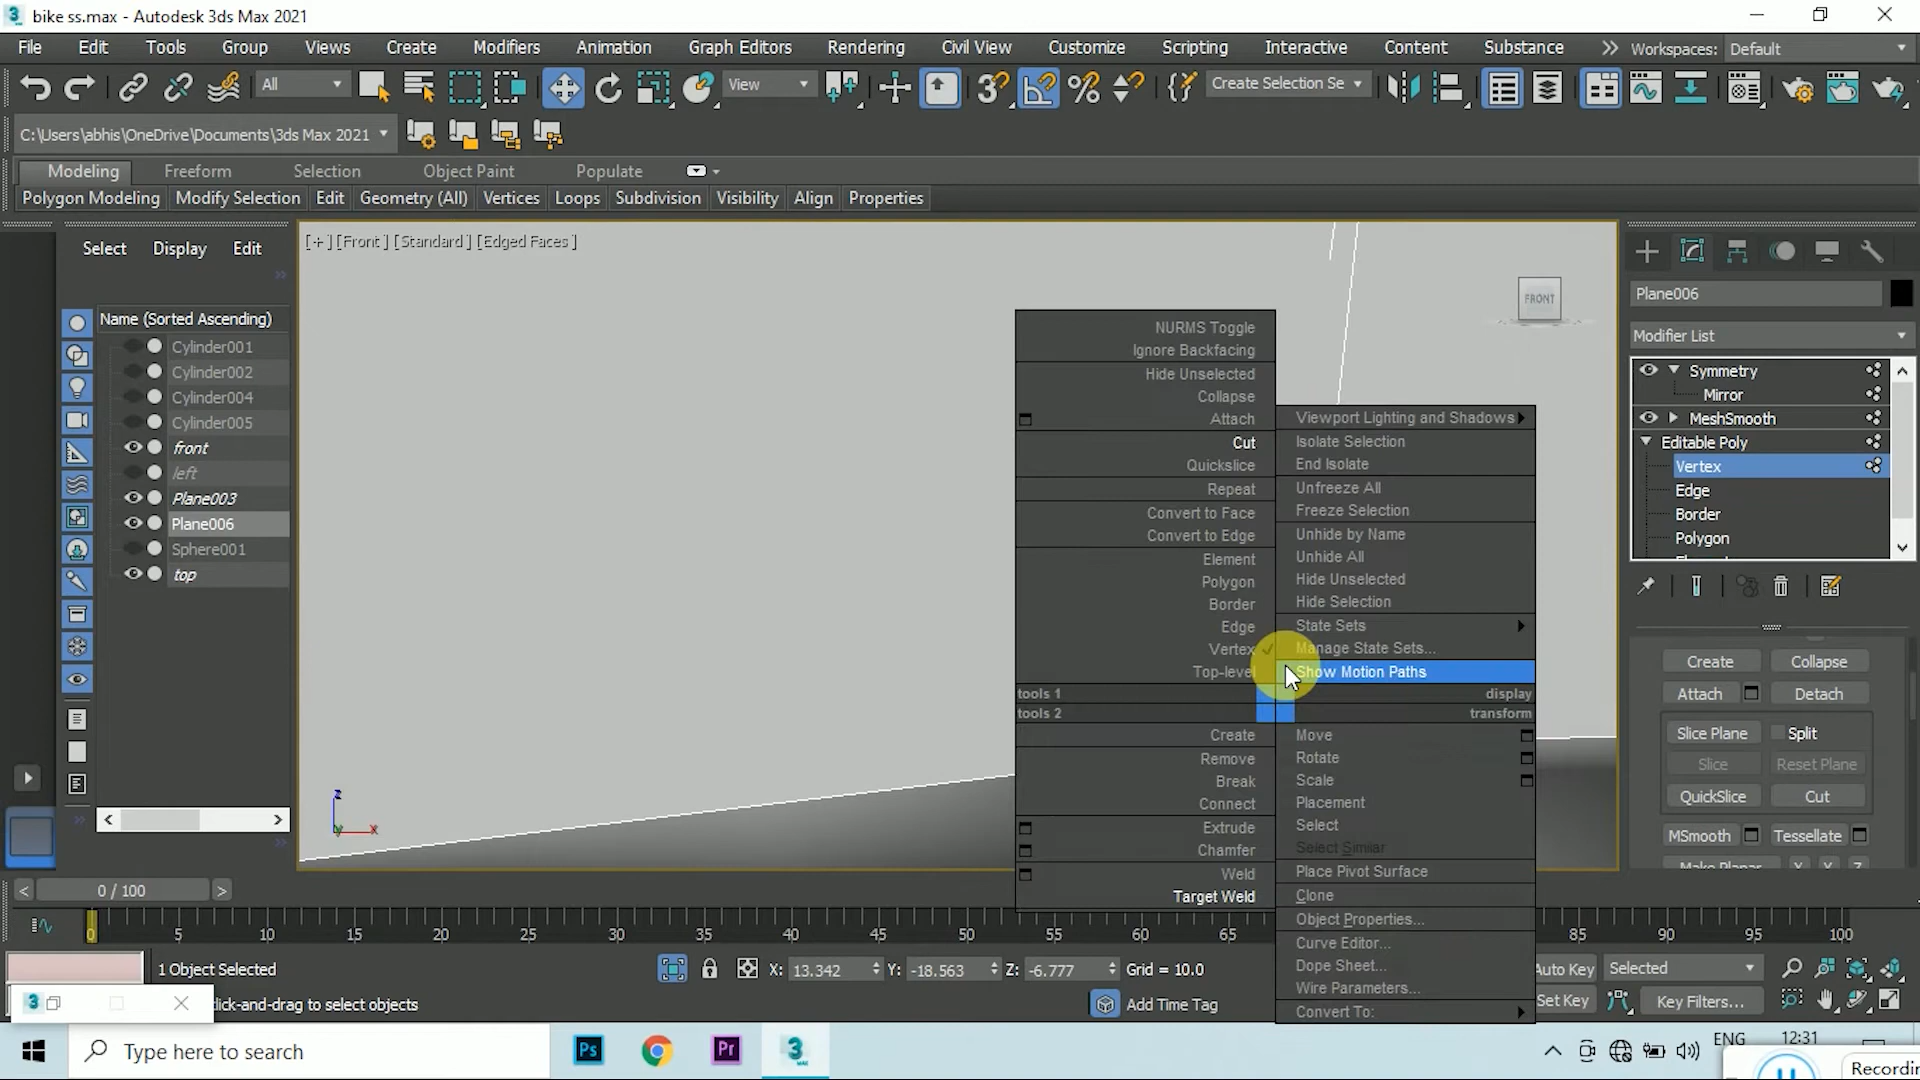 bike ss.max - Autodesk 3ds Max 2021
File Edit Tools Group Views Create Modifiers Animation Graph Editors Rendering Civil View Customize Scripting Interactive Content Substance Workspaces: Default
All View Create Selection Se
C:\Users\abhis\OneDrive\Documents\3ds Max 2021
Modeling Freeform Selection Object Paint Populate
Polygon Modeling Modify Selection Edit Geometry (All) Vertices Loops Subdivision Visibility Align Properties
Select Display Edit
Name (Sorted Ascending)
Cylinder001
Cylinder002
Cylinder004
Cylinder005
front
left
Plane003
Plane006
Sphere001
top
[+] [Front] [Standard] [Edged Faces]
FRONT
z
y x
NURMS Toggle
Ignore Backfacing
Hide Unselected
Collapse
Attach
Cut
Quickslice
Repeat
Convert to Face
Convert to Edge
Element
Polygon
Border
Edge
Vertex
Top-level
tools 1
tools 2
Create
Remove
Break
Connect
Extrude
Chamfer
Weld
Target Weld
Viewport Lighting and Shadows
Isolate Selection
End Isolate
Unfreeze All
Freeze Selection
Unhide by Name
Unhide All
Hide Unselected
Hide Selection
State Sets
Manage State Sets...
Show Motion Paths
display
transform
Move
Rotate
Scale
Placement
Select
Select Similar
Place Pivot Surface
Clone
Object Properties...
Curve Editor...
Dope Sheet...
Wire Parameters...
Convert To:
Plane006
Modifier List
Symmetry
Mirror
MeshSmooth
Editable Poly
Vertex
Edge
Border
Polygon
Create Collapse
Attach Detach
Slice Plane Split
Slice Reset Plane
QuickSlice Cut
MSmooth Tessellate
Make Planar X Y Z
< 0 / 100 >
0 5 10 15 20 25 30 35 40 45 50 55 60 65 85 90 95 100
1 Object Selected X: 13.342 Y: -18.563 Z: -6.777 Grid = 10.0 Auto Key Selected
lick-and-drag to select objects Add Time Tag Set Key Key Filters...
Type here to search Ps Pr 3 ENG 12:31
Recordin